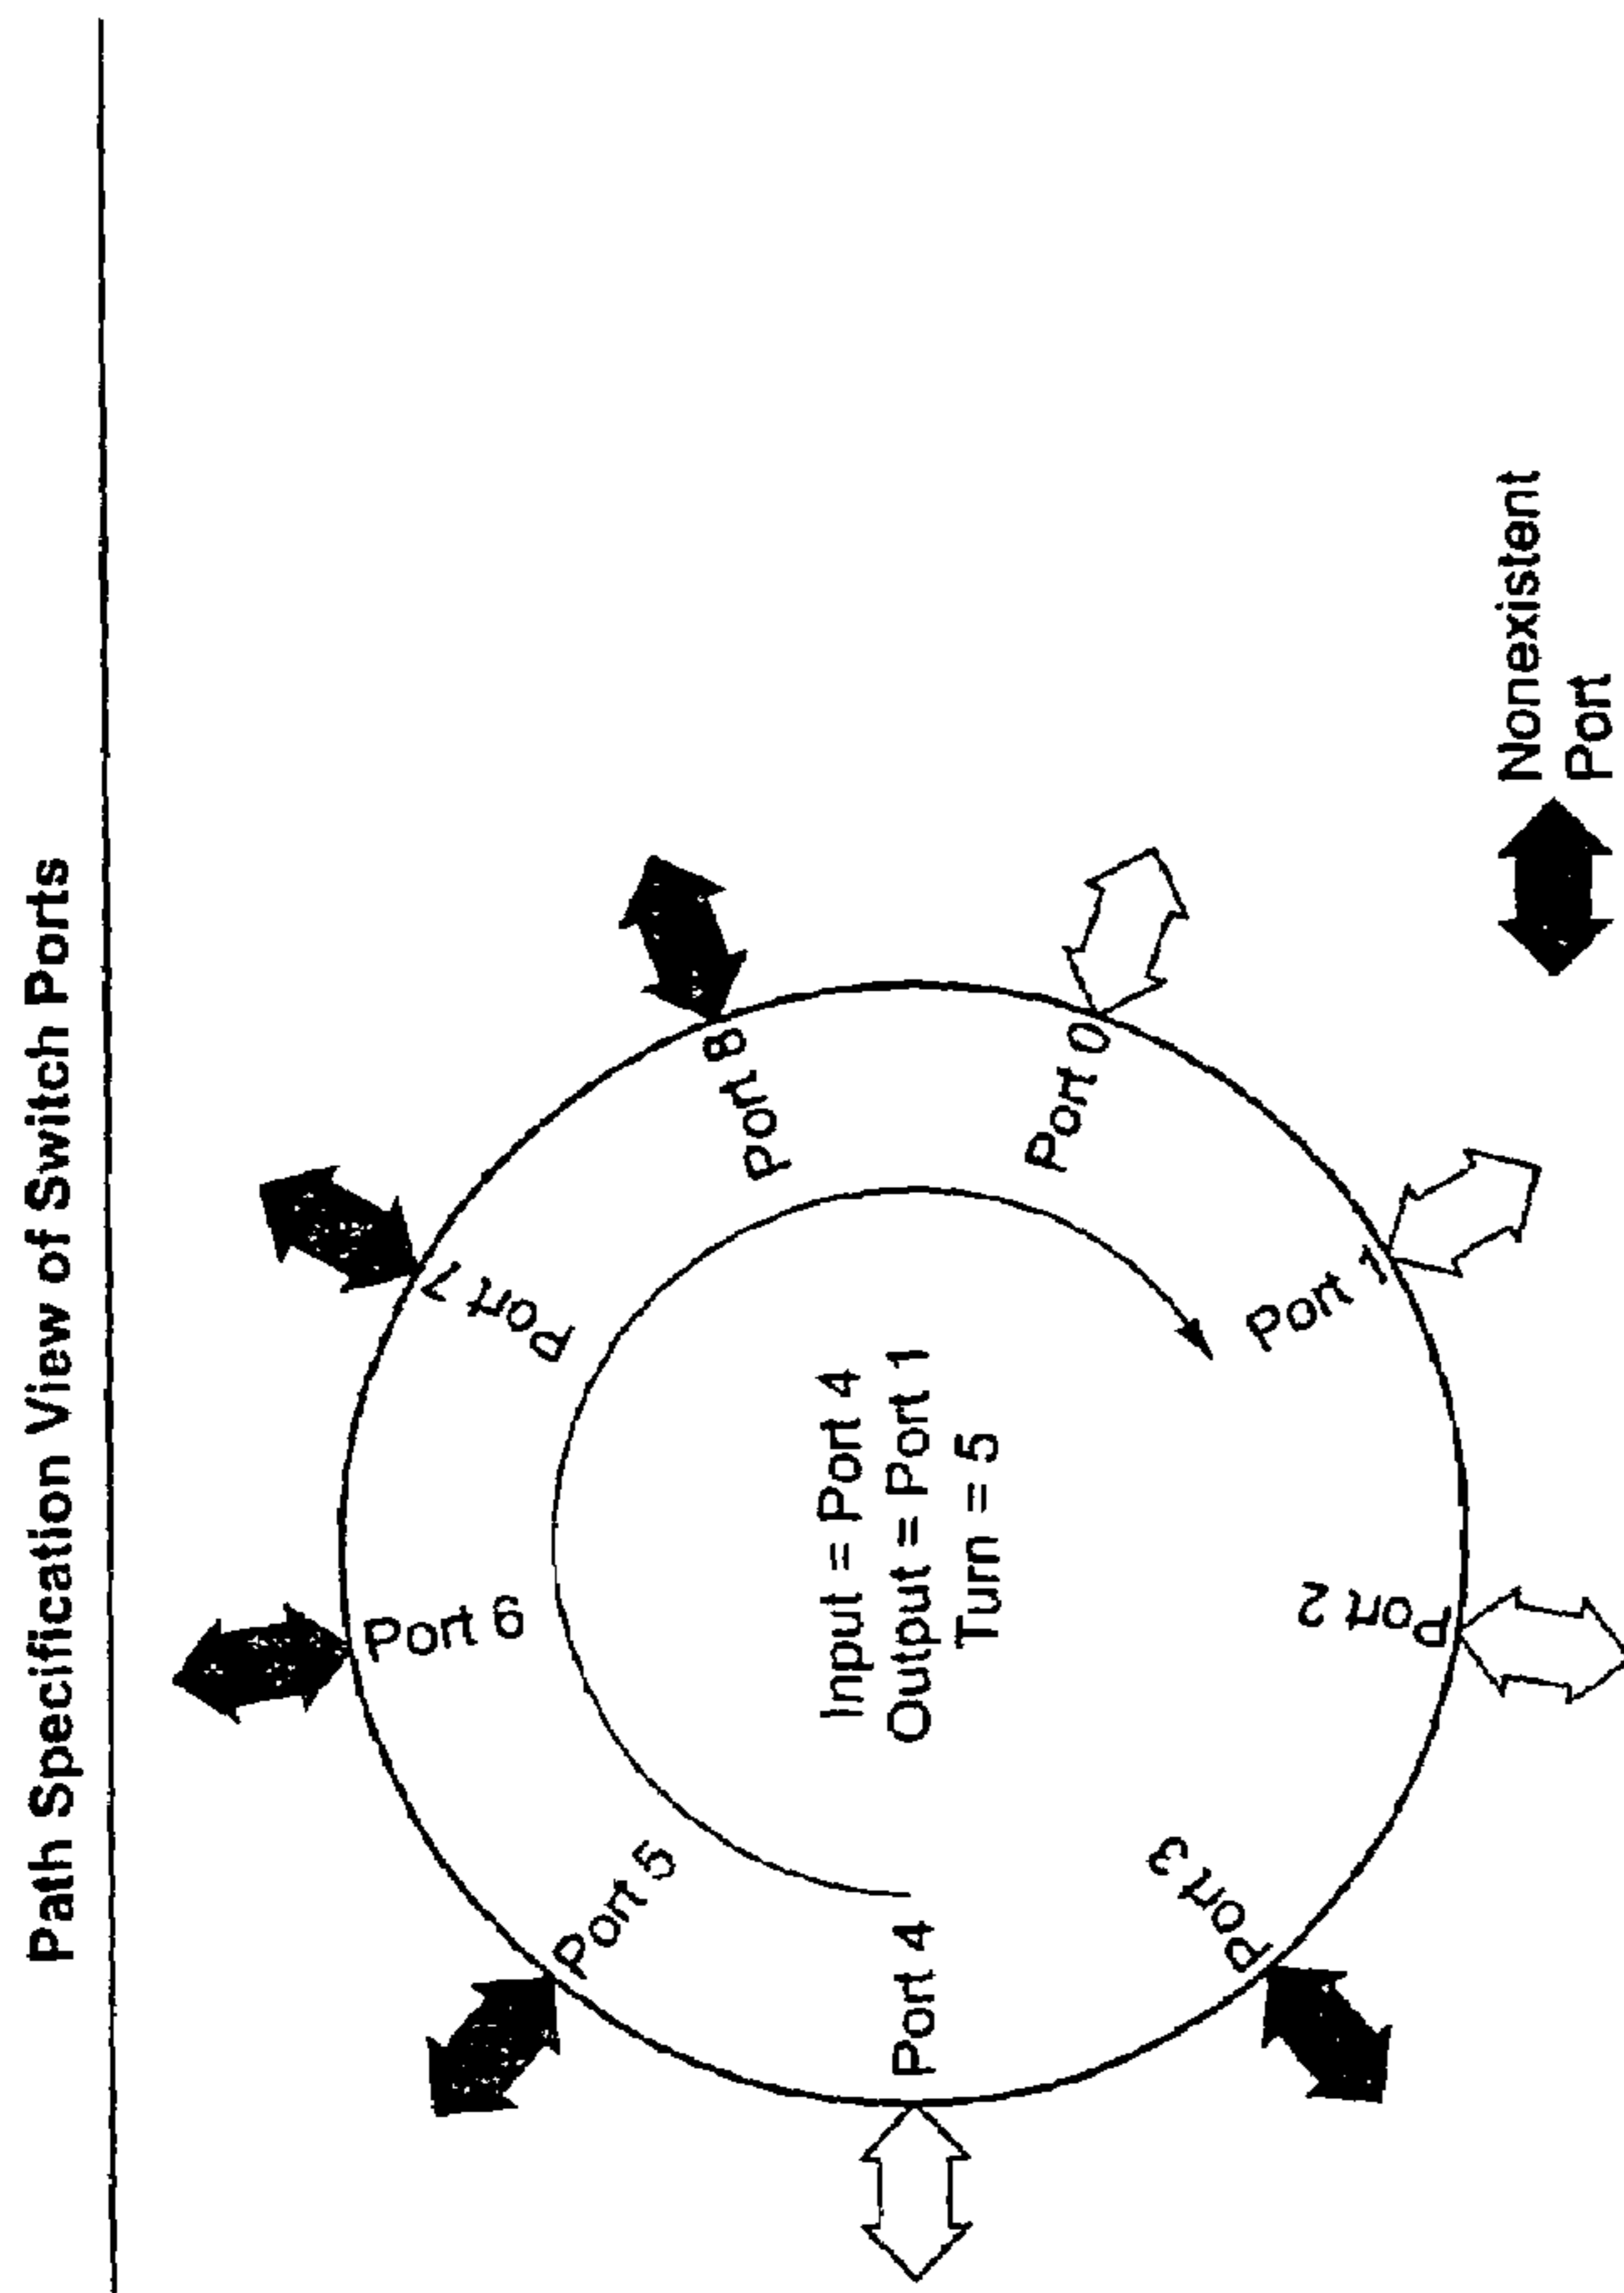 Path Specification View of Switch Ports
Port 6
Port 7
Port 5
Port 8
Input = Port 4
Output = Port 1
Turn = 5
Port 4
Port 0
Port 3
Port 1
Port 2
Nonexistent
Port